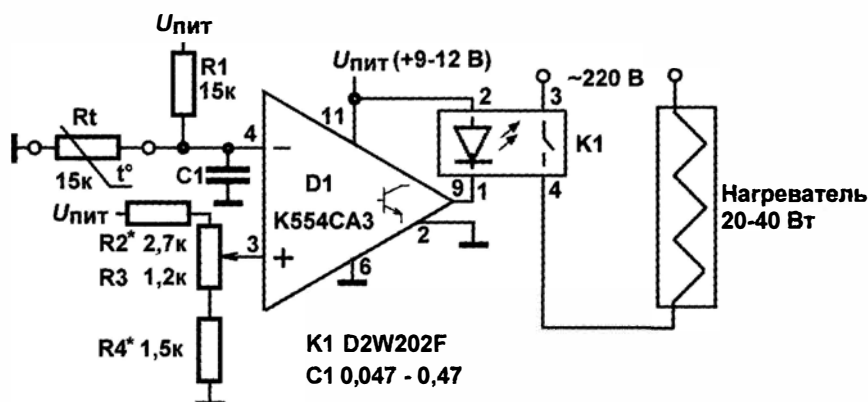 Uпит
R1
15к
Rt
15к
t°
C1
Uпит
R2* 2,7к
R3 1,2к
R4* 1,5к
Uпит (+9-12 В)
11
4
−
D1
К554СА3
3
+
6
2
9
2
1
3
4
K1
~220 В
Нагреватель
20-40 Вт
K1 D2W202F
C1 0,047 - 0,47